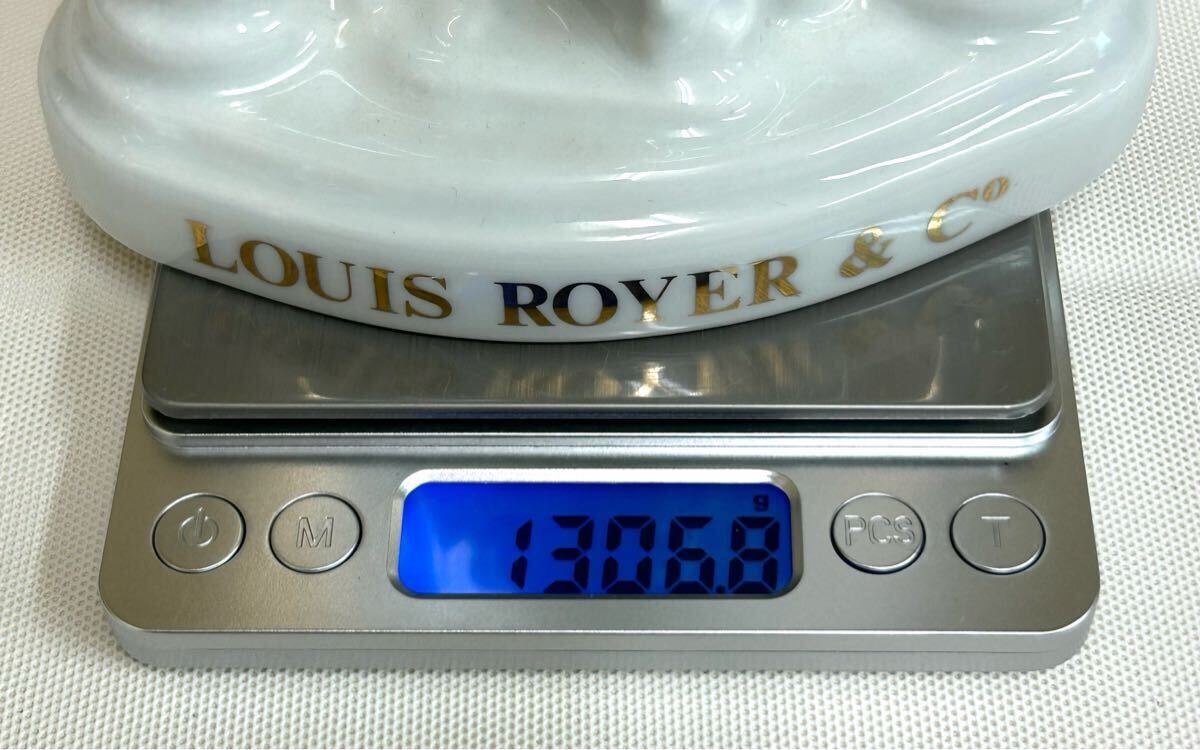 LOUIS ROYER & Cº
g
1306.8
M
PCS
T